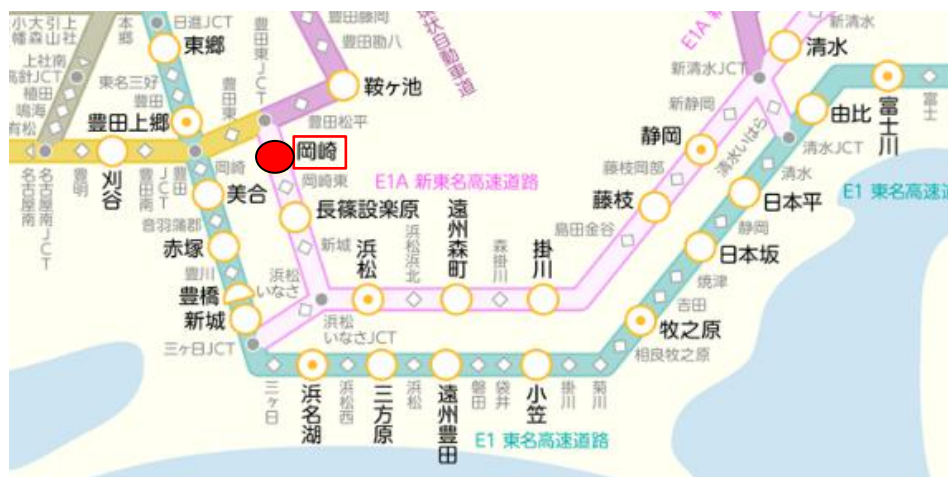 小幡
大森
引山
上社
本郷
日進JCT
東郷
豊田東JCT
豊田藤岡
豊田勘八
鞍ヶ池
豊田松平
上社南
高針JCT
植田
鳴海
有松
東名三好
豊田
豊田上郷
豊田東
岡崎
岡崎東
E1A 新東名高速道路
名古屋南
名古屋南JCT
豊明
刈谷
豊田南
豊田JCT
岡崎
美合
音羽蒲郡
赤塚
豊川
豊橋
新城
三ヶ日JCT
長篠設楽原
新城
浜松いなさ
浜松いなさJCT
浜松
浜松浜北
遠州森町
森掛川
掛川
島田金谷
藤枝
藤枝岡部
静岡
新静岡
新清水JCT
新清水
清水
清水いはら
清水JCT
由比
富士川
富士
E1 東名高速道
清水
日本平
静岡
日本坂
焼津
吉田
牧之原
相良牧之原
菊川
掛川
小笠
袋井
磐田
遠州豊田
浜松
三方原
浜松西
浜名湖
三ヶ日
E1 東名高速道路